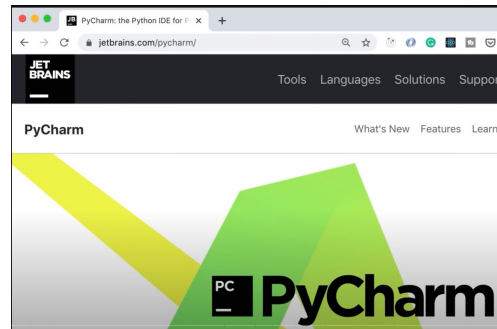 JB PyCharm: the Python IDE for P
jetbrains.com/pycharm/
JET
BRAINS
Tools Languages Solutions Suppor
PyCharm What's New Features Learn
PC PyCharm